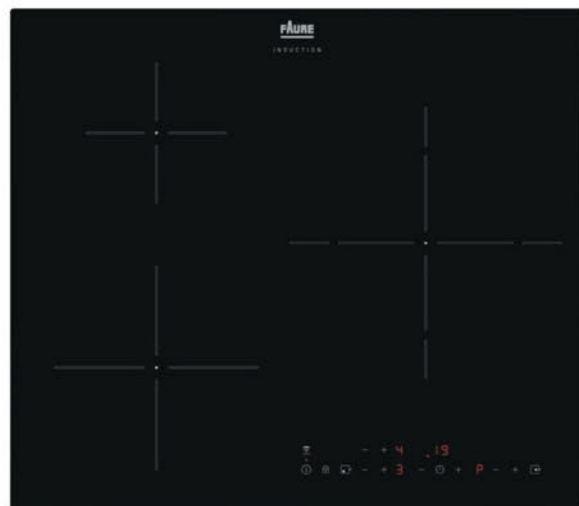 FAURE
INDUCTION
- + 4 .19
- + 3 - + P - +